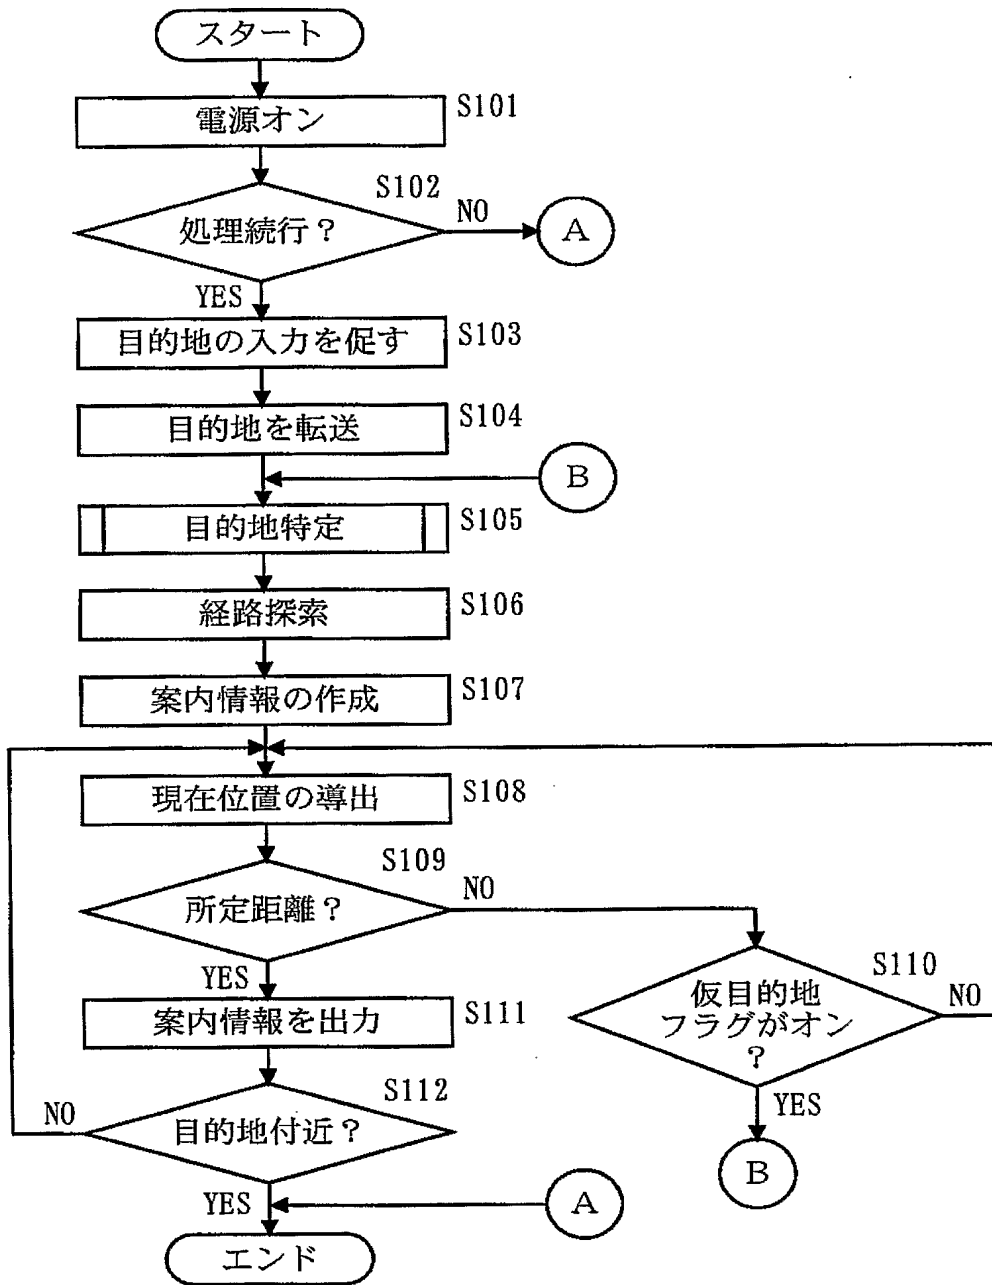 スタート
電源オン
S101
S102
処理続行？
NO
A
YES
目的地の入力を促す
S103
目的地を転送
S104
B
目的地特定
S105
経路探索
S106
案内情報の作成
S107
現在位置の導出
S108
S109
所定距離？
NO
YES
S110
仮目的地
フラグがオン
？
NO
YES
B
案内情報を出力
S111
S112
目的地付近？
NO
YES
A
エンド